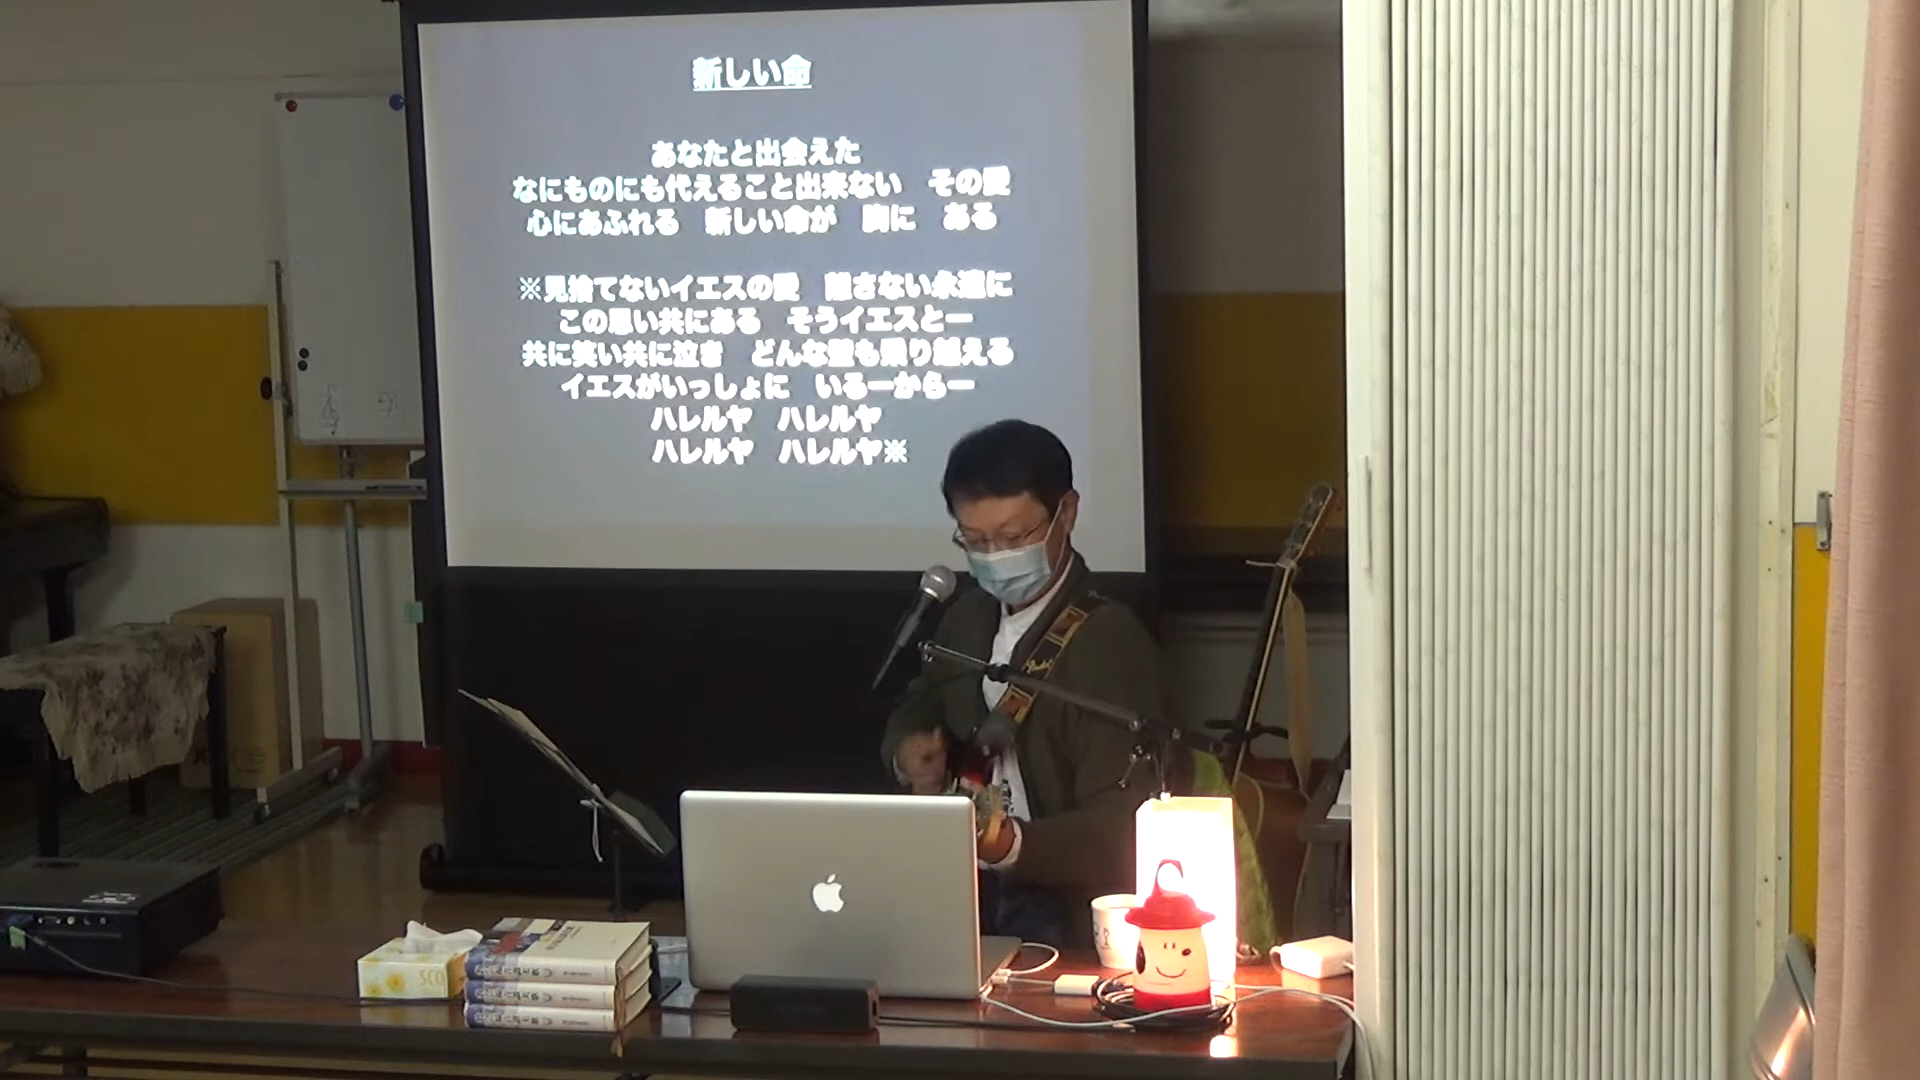 新しい命
あなたと出会えた
なにものにも代えること出来ない　その愛
心にあふれる　新しい命が　胸に　ある
※見捨てないイエスの愛　離さない永遠に
この思い共にある　そうイエスとー
共に笑い共に泣き　どんな壁も乗り越える
イエスがいっしょに　いるーからー
ハレルヤ　ハレルヤ
ハレルヤ　ハレルヤ※
Fender